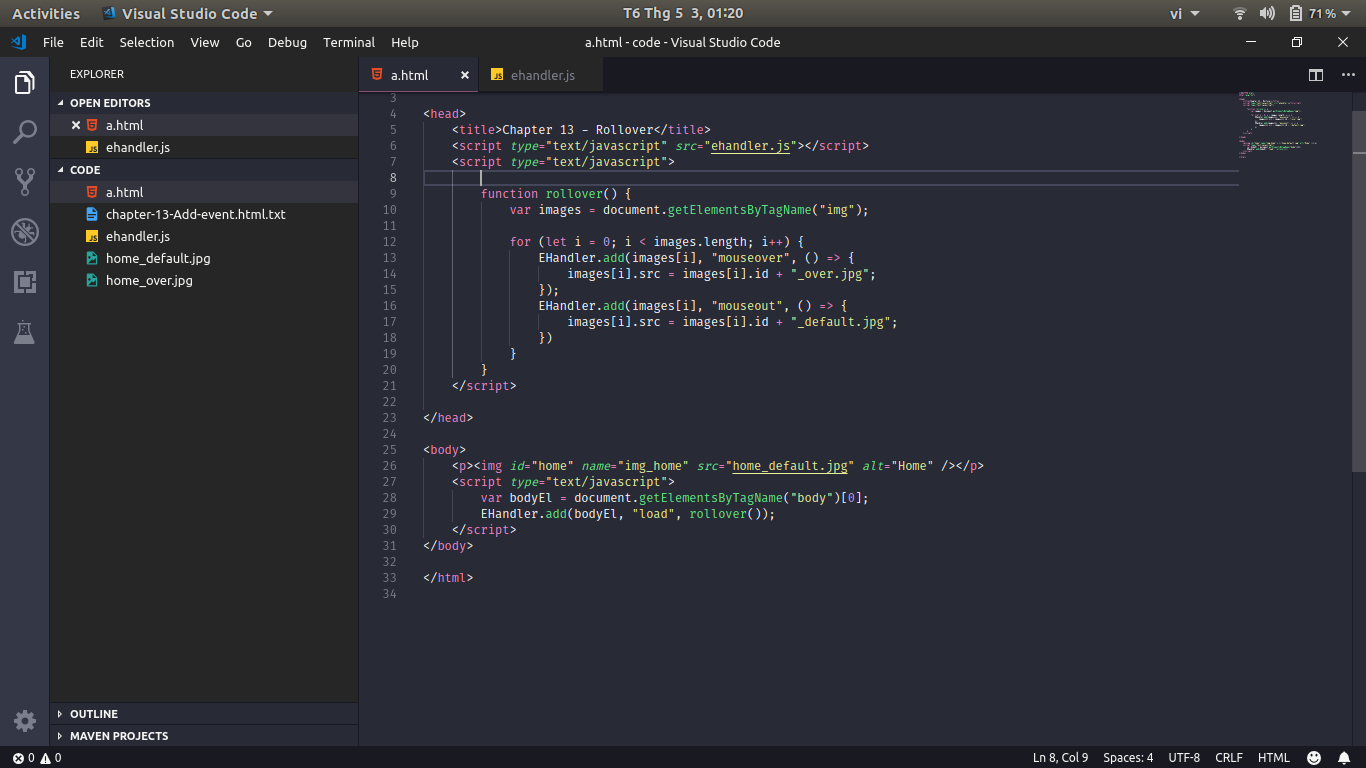 Activities Visual Studio Code T6 Thg 5 3, 01:20 vi 71%
File Edit Selection View Go Debug Terminal Help a.html - code - Visual Studio Code
EXPLORER
OPEN EDITORS
a.html
ehandler.js
CODE
a.html
chapter-13-Add-event.html.txt
ehandler.js
home_default.jpg
home_over.jpg
OUTLINE
MAVEN PROJECTS
a.html ehandler.js
3
4 <head>
5 <title>Chapter 13 - Rollover</title>
6 <script type="text/javascript" src="ehandler.js"></script>
7 <script type="text/javascript">
8
9 function rollover() {
10 var images = document.getElementsByTagName("img");
11
12 for (let i = 0; i < images.length; i++) {
13 EHandler.add(images[i], "mouseover", () => {
14 images[i].src = images[i].id + "_over.jpg";
15 });
16 EHandler.add(images[i], "mouseout", () => {
17 images[i].src = images[i].id + "_default.jpg";
18 })
19 }
20 }
21 </script>
22
23 </head>
24
25 <body>
26 <p><img id="home" name="img_home" src="home_default.jpg" alt="Home" /></p>
27 <script type="text/javascript">
28 var bodyEl = document.getElementsByTagName("body")[0];
29 EHandler.add(bodyEl, "load", rollover());
30 </script>
31 </body>
32
33 </html>
34
0 0 Ln 8, Col 9 Spaces: 4 UTF-8 CRLF HTML